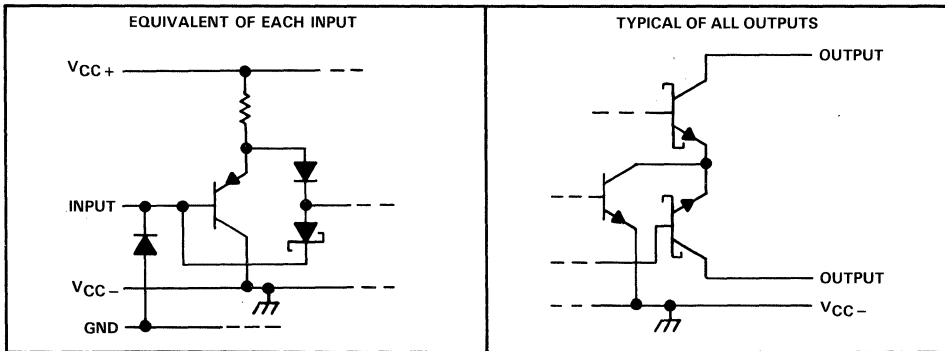 EQUIVALENT OF EACH INPUT
VCC+
INPUT
VCC−
GND
TYPICAL OF ALL OUTPUTS
OUTPUT
OUTPUT
VCC−